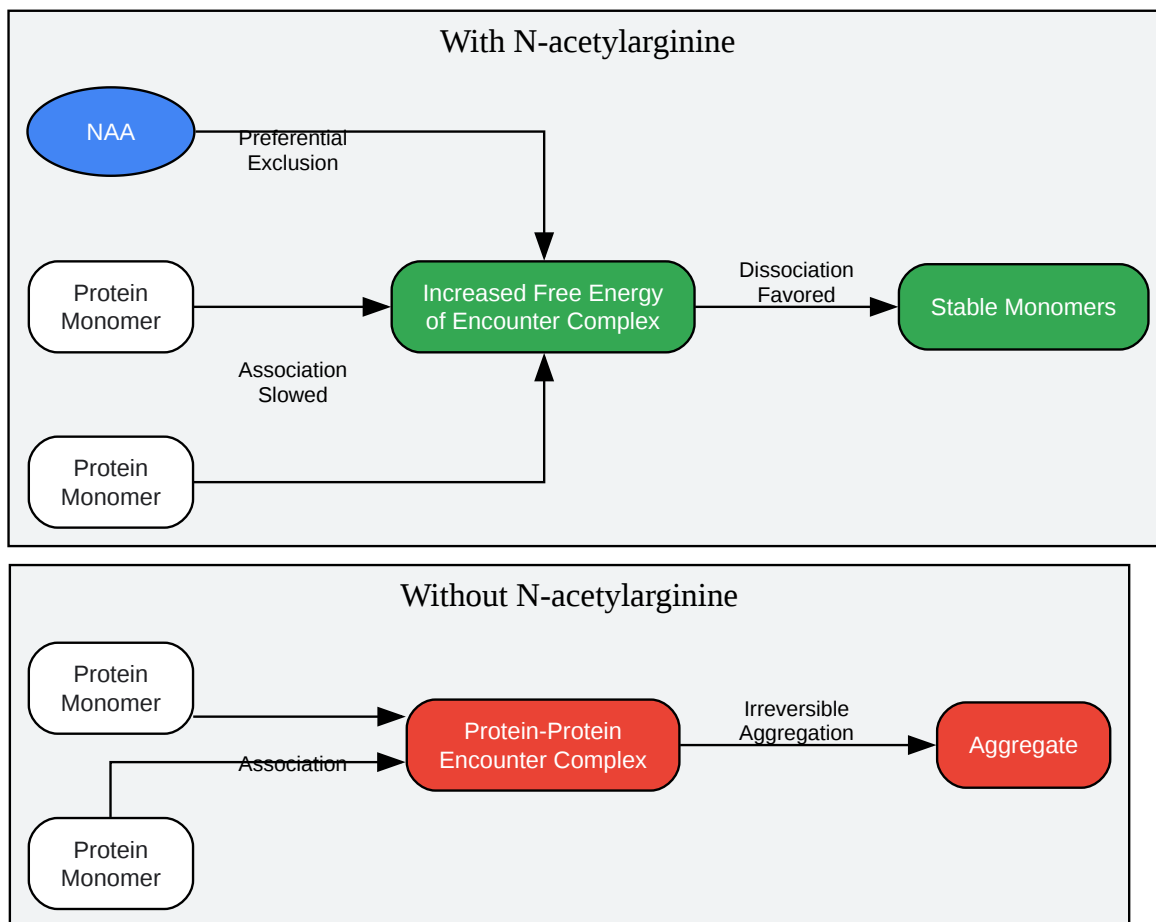 With N-acetylarginine
NAA
Preferential
Exclusion
Protein
Monomer
Increased Free Energy
of Encounter Complex
Dissociation
Favored
Stable Monomers
Association
Slowed
Protein
Monomer
Without N-acetylarginine
Protein
Monomer
Protein-Protein
Encounter Complex
Irreversible
Aggregation
Aggregate
Association
Protein
Monomer